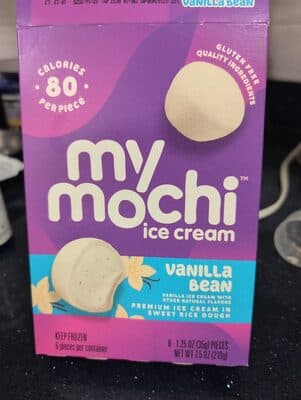 VANILLA BEAN
CALORIES
80
PER PIECE
GLUTEN FREE
QUALITY INGREDIENTS
my
mochi™
ice cream
VANILLA
BEAN
VANILLA ICE CREAM WITH
OTHER NATURAL FLAVORS
PREMIUM ICE CREAM IN
SWEET RICE DOUGH
KEEP FROZEN
6 pieces per container
6 - 1.25 OZ (35g) PIECES
NET WT 7.5 OZ (210g)